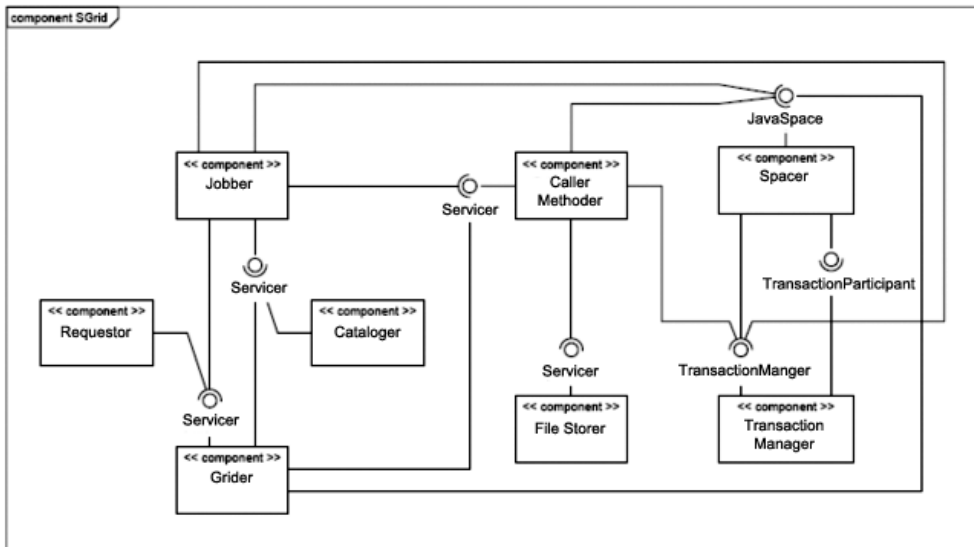 component SGrid
JavaSpace
<< component >>
Jobber
<< component >>
Caller
Methoder
<< component >>
Spacer
Servicer
Servicer
TransactionParticipant
<< component >>
Requestor
<< component >>
Cataloger
Servicer
TransactionManger
Servicer
<< component >>
File Storer
<< component >>
Transaction
Manager
<< component >>
Grider